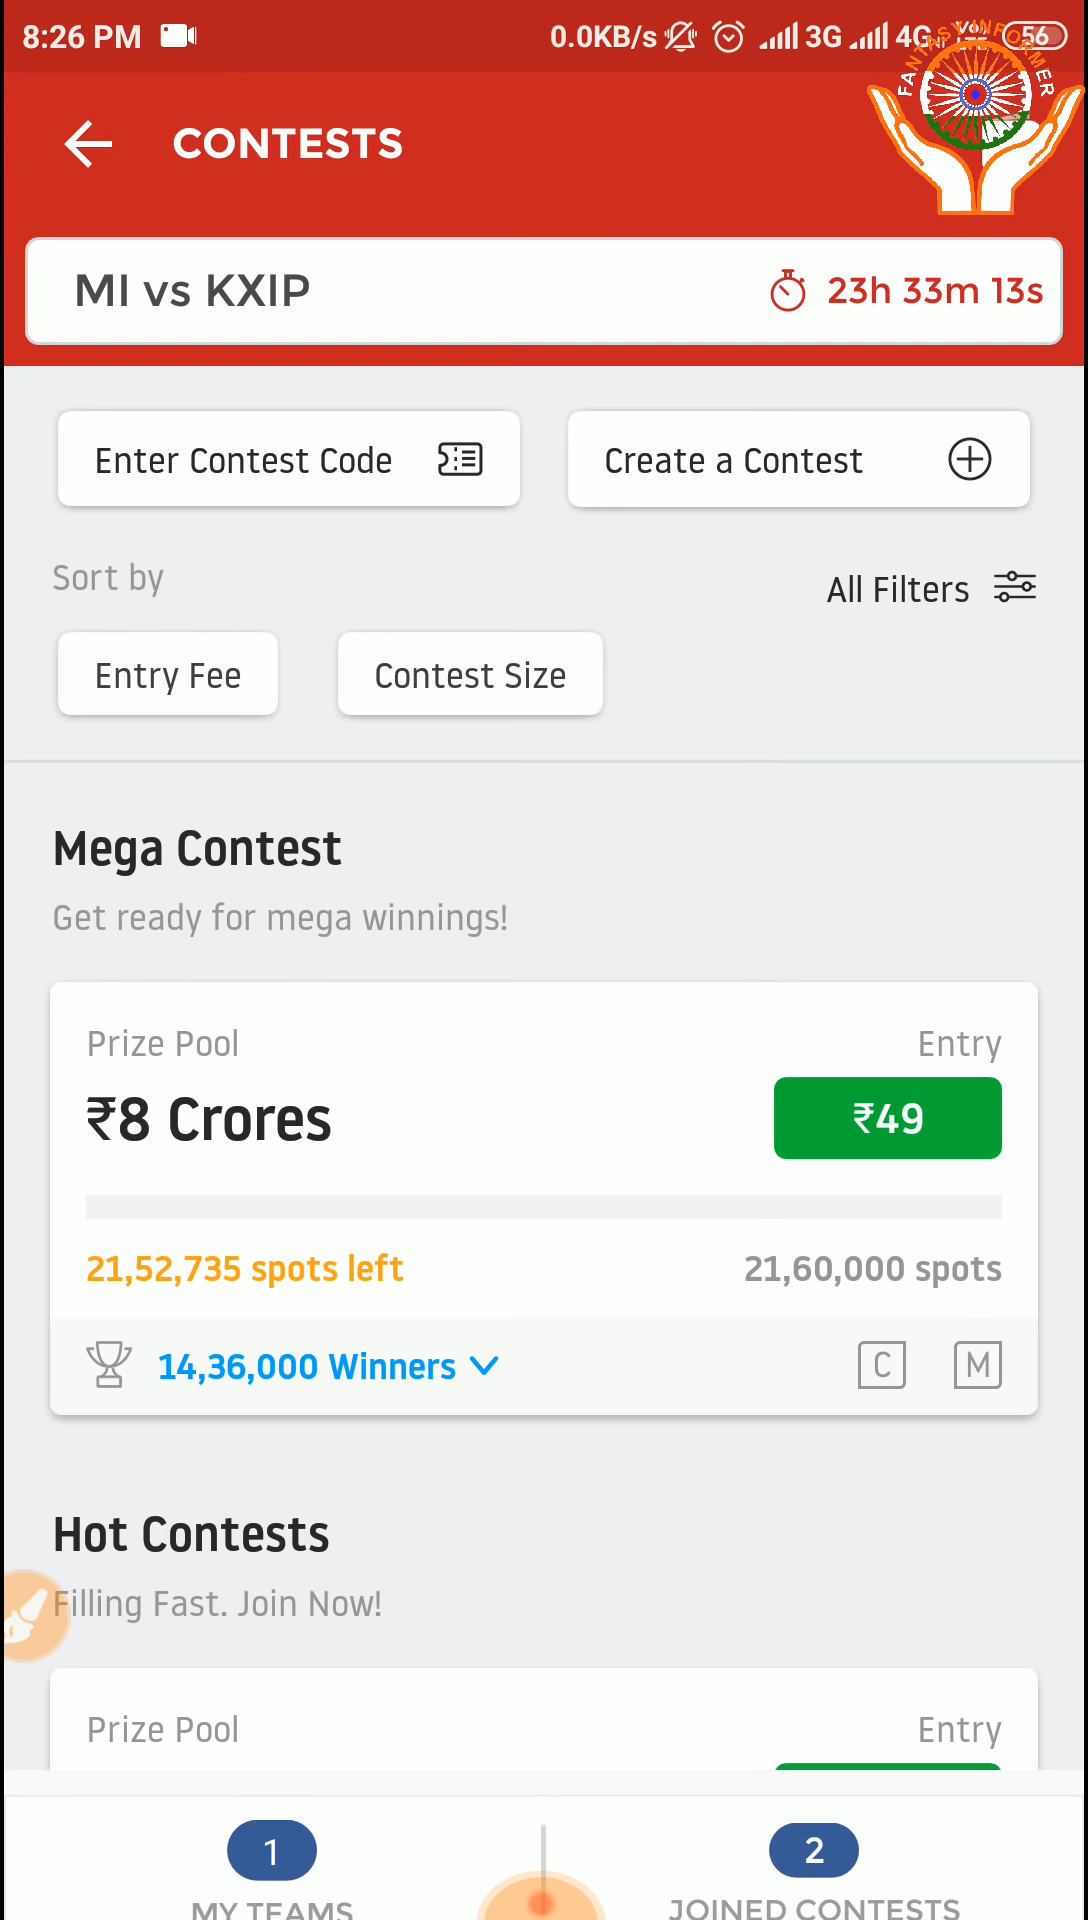 8:26 PM 0.0KB/s 3G 4G 56
FANTASY INFORMER
CONTESTS
MI vs KXIP 23h 33m 13s
Enter Contest Code Create a Contest
Sort by All Filters
Entry Fee Contest Size
Mega Contest
Get ready for mega winnings!
Prize Pool Entry
₹8 Crores ₹49
21,52,735 spots left 21,60,000 spots
14,36,000 Winners C M
Hot Contests
Filling Fast. Join Now!
Prize Pool Entry
1 2
MY TEAMS JOINED CONTESTS